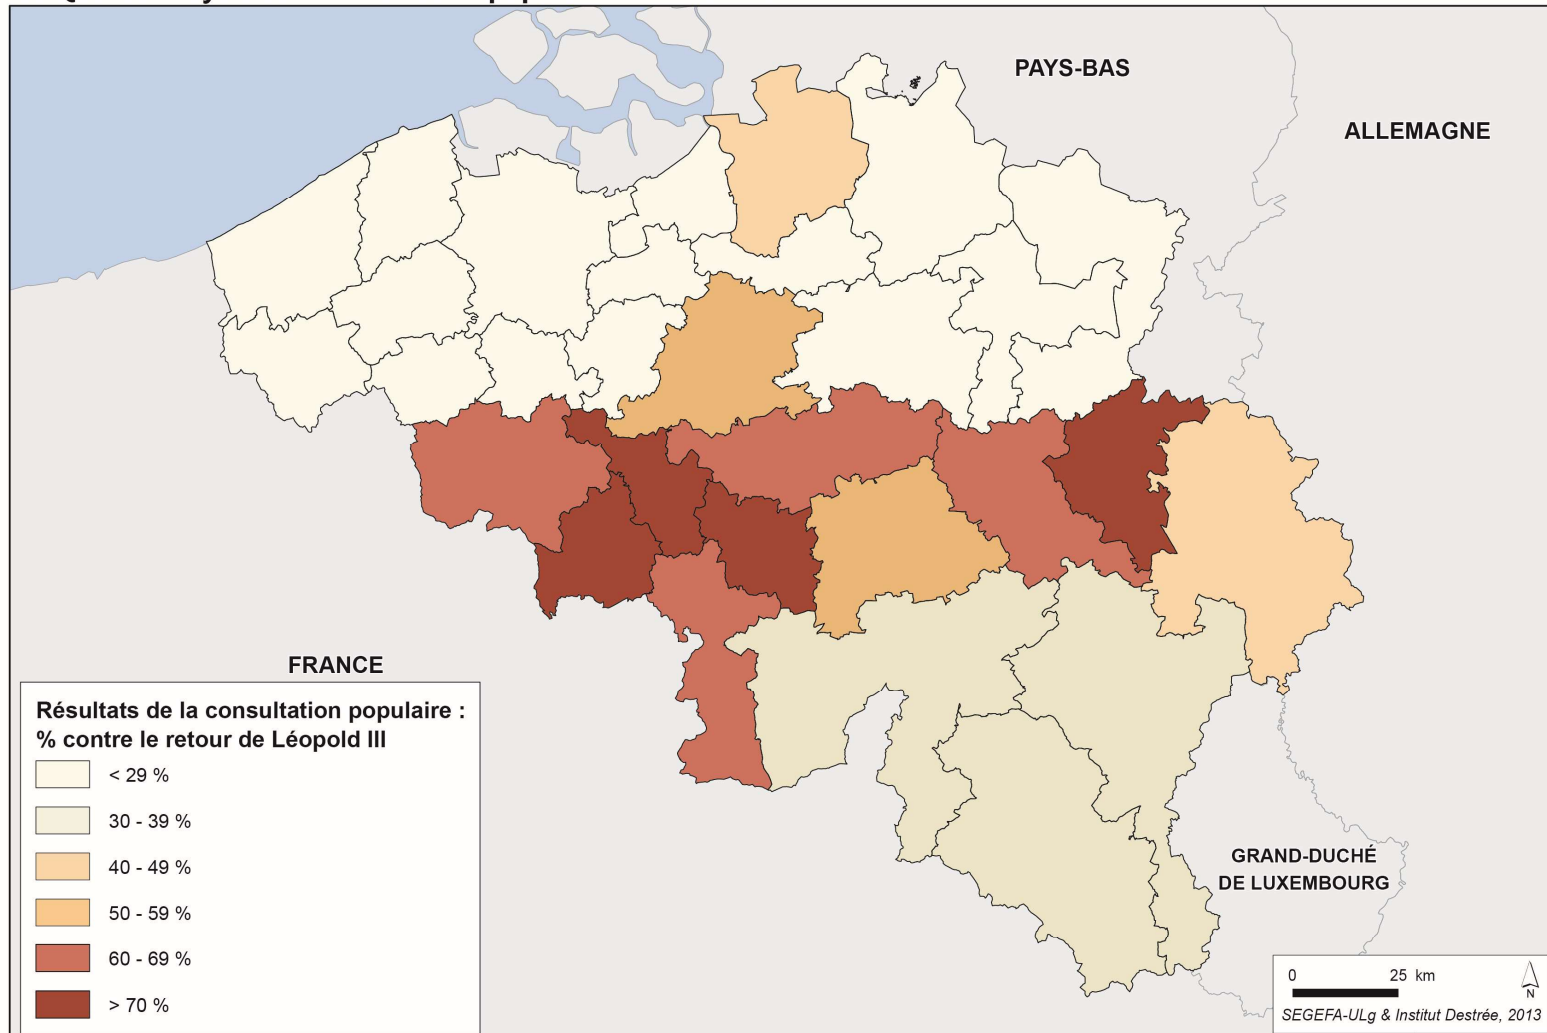 PAYS-BAS
ALLEMAGNE
FRANCE
Résultats de la consultation populaire :
% contre le retour de Léopold III
< 29 %
30 - 39 %
40 - 49 %
50 - 59 %
60 - 69 %
> 70 %
GRAND-DUCHÉ
DE LUXEMBOURG
0 25 km
N
SEGEFA-ULg & Institut Destrée, 2013